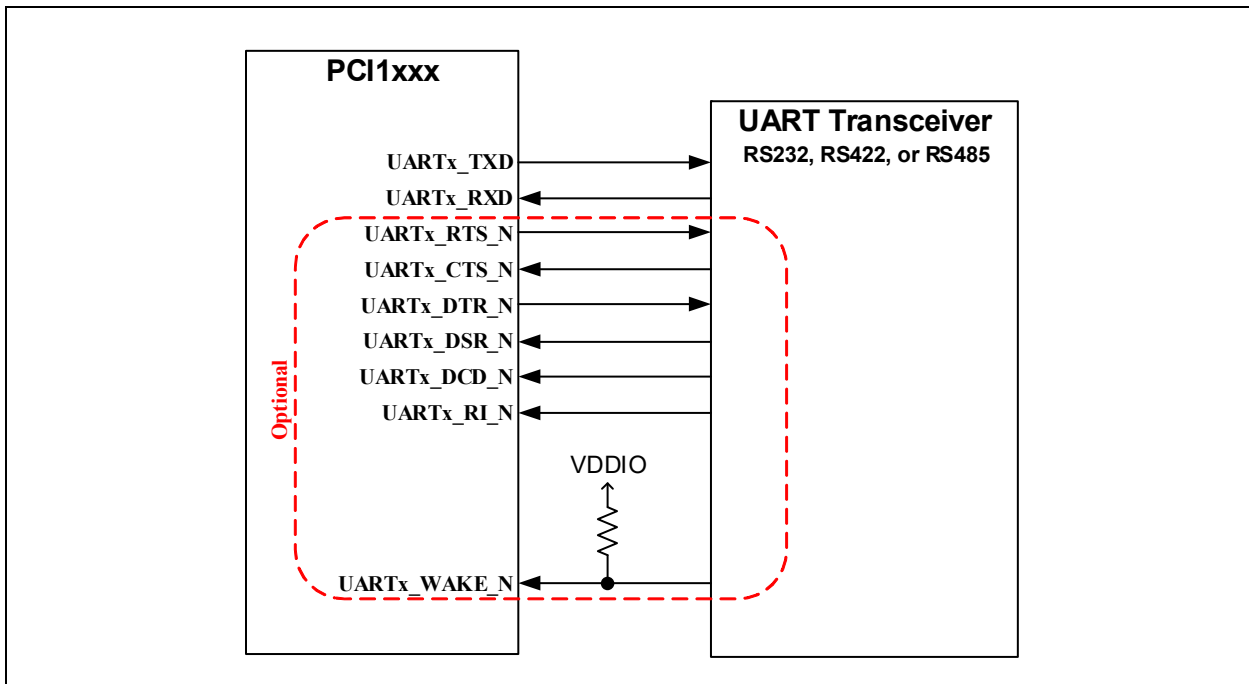 PCI1xxx
UART Transceiver
RS232, RS422, or RS485
UARTx_TXD
UARTx_RXD
UARTx_RTS_N
UARTx_CTS_N
UARTx_DTR_N
UARTx_DSR_N
UARTx_DCD_N
UARTx_RI_N
Optional
VDDIO
UARTx_WAKE_N